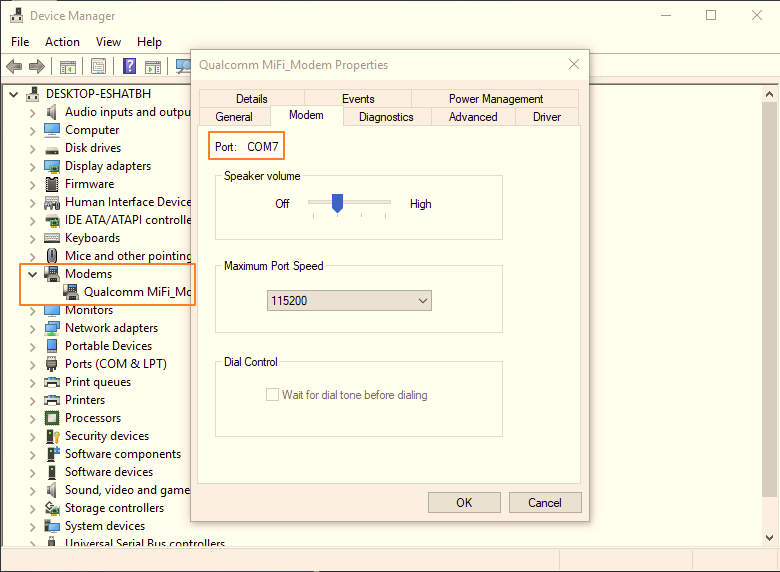 Device Manager
File Action View Help
DESKTOP-ESHATBH
Audio inputs and outpu
Computer
Disk drives
Display adapters
Firmware
Human Interface Device
IDE ATA/ATAPI controlle
Keyboards
Mice and other pointing
Modems
Qualcomm MiFi_Mo
Monitors
Network adapters
Portable Devices
Ports (COM & LPT)
Print queues
Printers
Processors
Security devices
Software components
Software devices
Sound, video and game
Storage controllers
System devices
Universal Serial Bus controllers
Qualcomm MiFi_Modem Properties
Details Events Power Management
General Modem Diagnostics Advanced Driver
Port: COM7
Speaker volume
Off High
Maximum Port Speed
115200
Dial Control
Wait for dial tone before dialing
OK Cancel